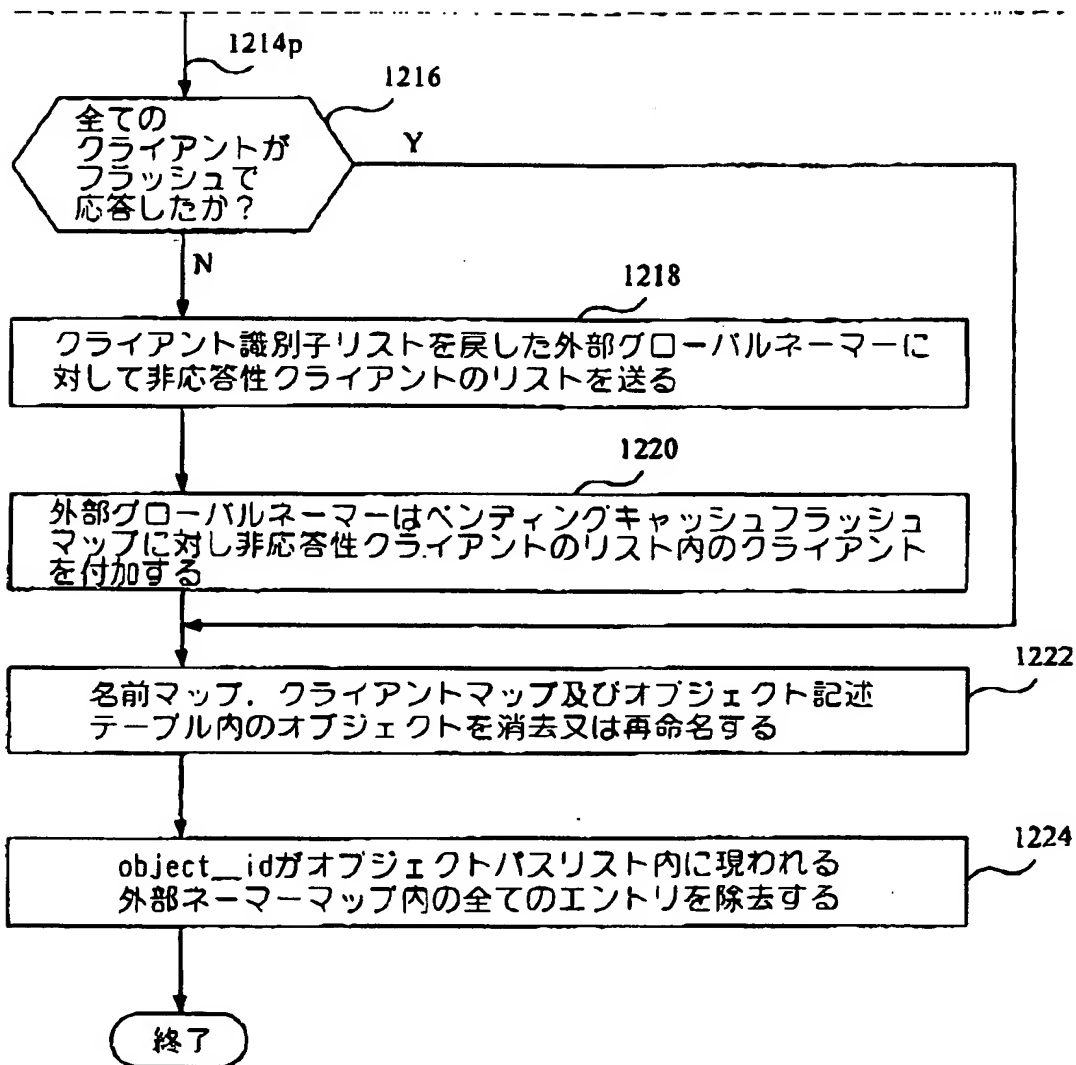 1214p
1216
全ての
クライアントが
フラッシュで
応答したか？
Y
N
1218
クライアント識別子リストを戻した外部グローバルネーマーに
対して非応答性クライアントのリストを送る
1220
外部グローバルネーマーはペンディングキャッシュフラッシュ
マップに対し非応答性クライアントのリスト内のクライアント
を付加する
1222
名前マップ，クライアントマップ及びオブジェクト記述
テーブル内のオブジェクトを消去又は再命名する
1224
object__idがオブジェクトパスリスト内に現われる
外部ネーマーマップ内の全てのエントリを除去する
終了